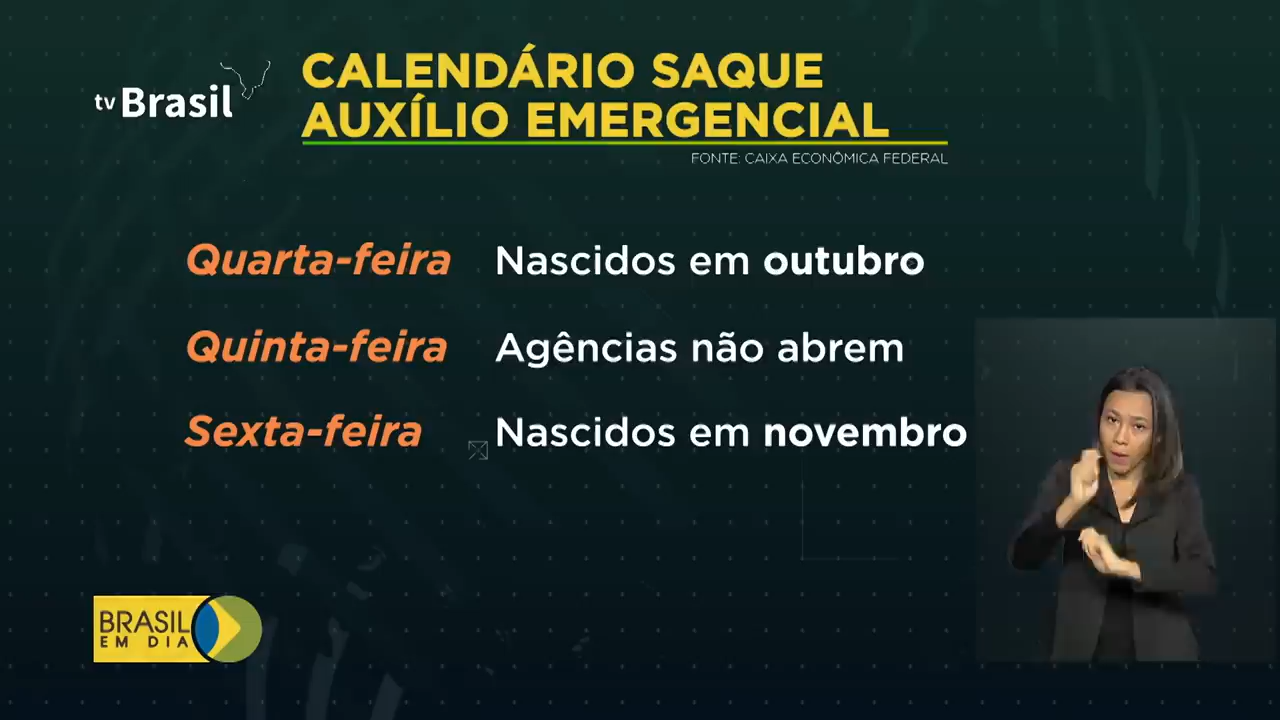 tv Brasil
CALENDÁRIO SAQUE
AUXÍLIO EMERGENCIAL
FONTE: CAIXA ECONÔMICA FEDERAL
Quarta-feira Nascidos em outubro
Quinta-feira Agências não abrem
Sexta-feira Nascidos em novembro
BRASIL
EM DIA